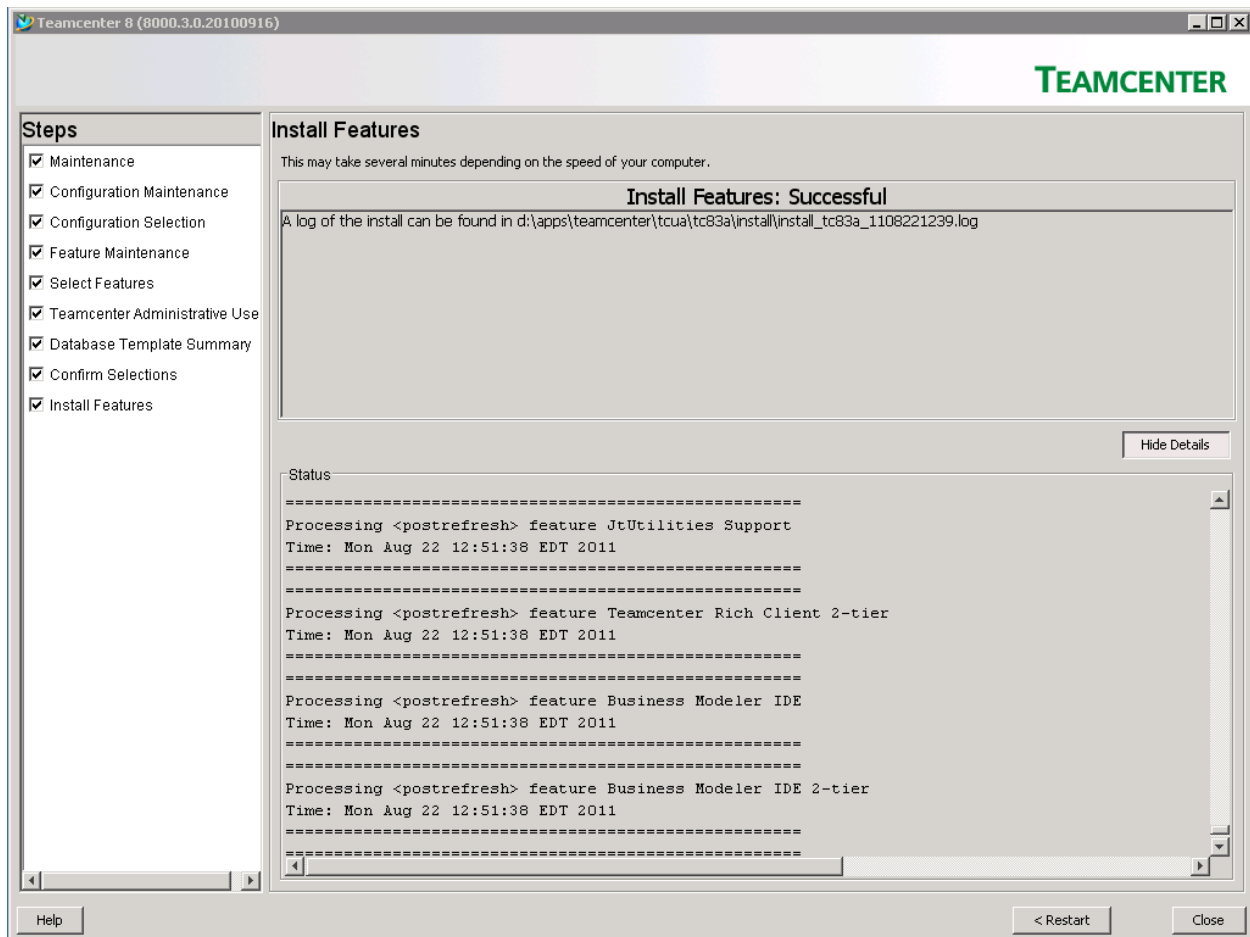 Teamcenter 8 (8000.3.0.20100916)
TEAMCENTER
Steps
Maintenance
Configuration Maintenance
Configuration Selection
Feature Maintenance
Select Features
Teamcenter Administrative Use
Database Template Summary
Confirm Selections
Install Features
Install Features
This may take several minutes depending on the speed of your computer.
Install Features: Successful
A log of the install can be found in d:\apps\teamcenter\tcua\tc83a\install\install_tc83a_1108221239.log
Hide Details
Status
=====================================================
Processing <postrefresh> feature JtUtilities Support
Time: Mon Aug 22 12:51:38 EDT 2011
=====================================================
=====================================================
Processing <postrefresh> feature Teamcenter Rich Client 2-tier
Time: Mon Aug 22 12:51:38 EDT 2011
=====================================================
=====================================================
Processing <postrefresh> feature Business Modeler IDE
Time: Mon Aug 22 12:51:38 EDT 2011
=====================================================
=====================================================
Processing <postrefresh> feature Business Modeler IDE 2-tier
Time: Mon Aug 22 12:51:38 EDT 2011
=====================================================
=====================================================
Help
< Restart
Close